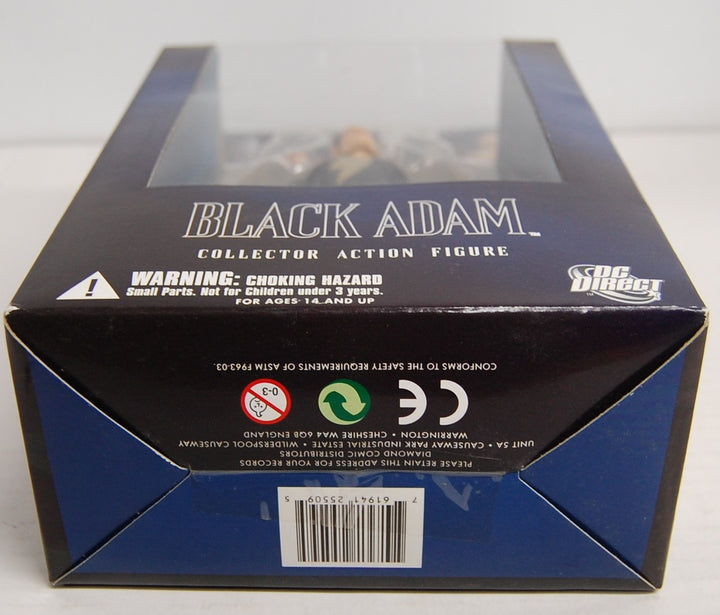 BLACK ADAM™
COLLECTOR ACTION FIGURE
WARNING: CHOKING HAZARD
Small Parts. Not for Children under 3 years.
FOR AGES 14 AND UP
DC
DIRECT™
CONFORMS TO THE SAFETY REQUIREMENTS OF ASTM F963-03.
0-3
CE
PLEASE RETAIN THIS ADDRESS FOR YOUR RECORDS
DIAMOND COMIC DISTRIBUTORS
UNIT 5A • CAUSEWAY PARK INDUSTRIAL ESTATE • WILDERSPOOL CAUSEWAY
WARRINGTON • CHESHIRE WA4 6QB ENGLAND
7 61941 25509 5